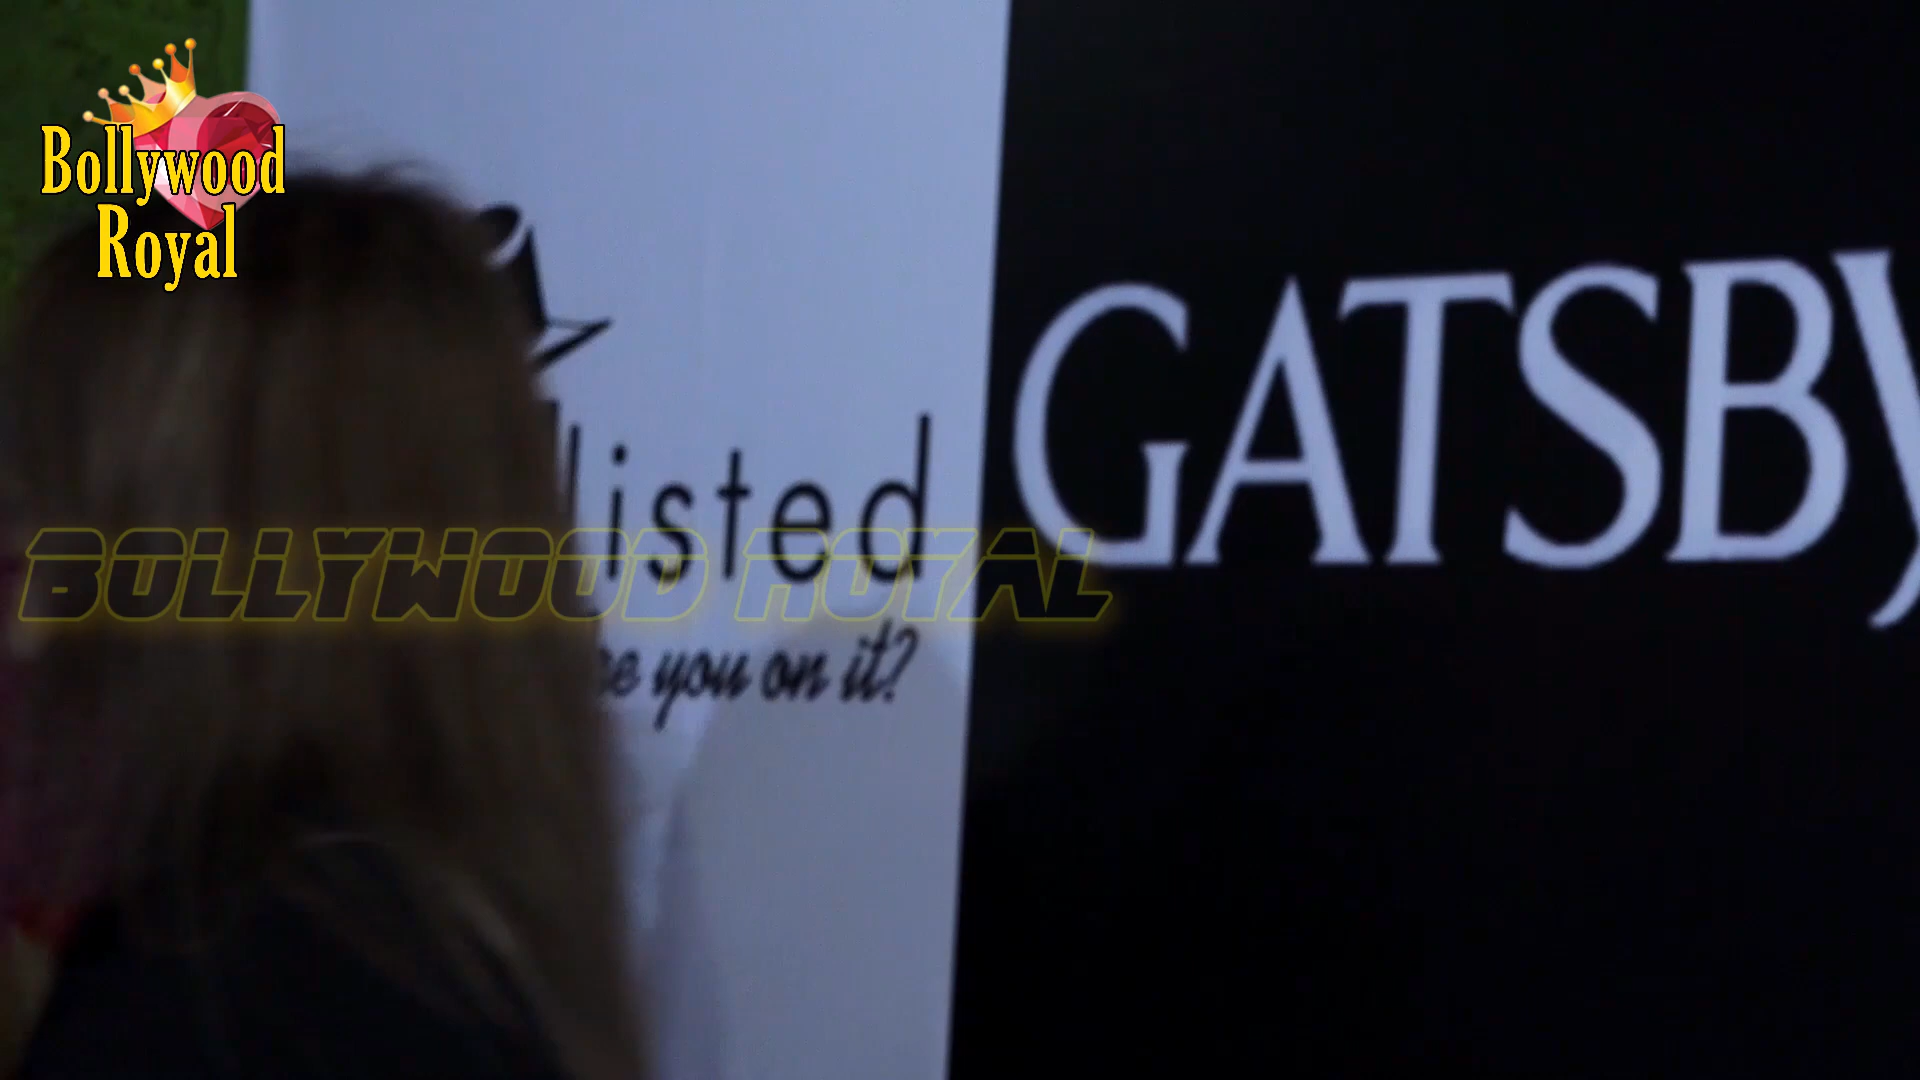 Bollywood
Royal
listed
GATSBY
BOLLYWOOD ROYAL
you on it?